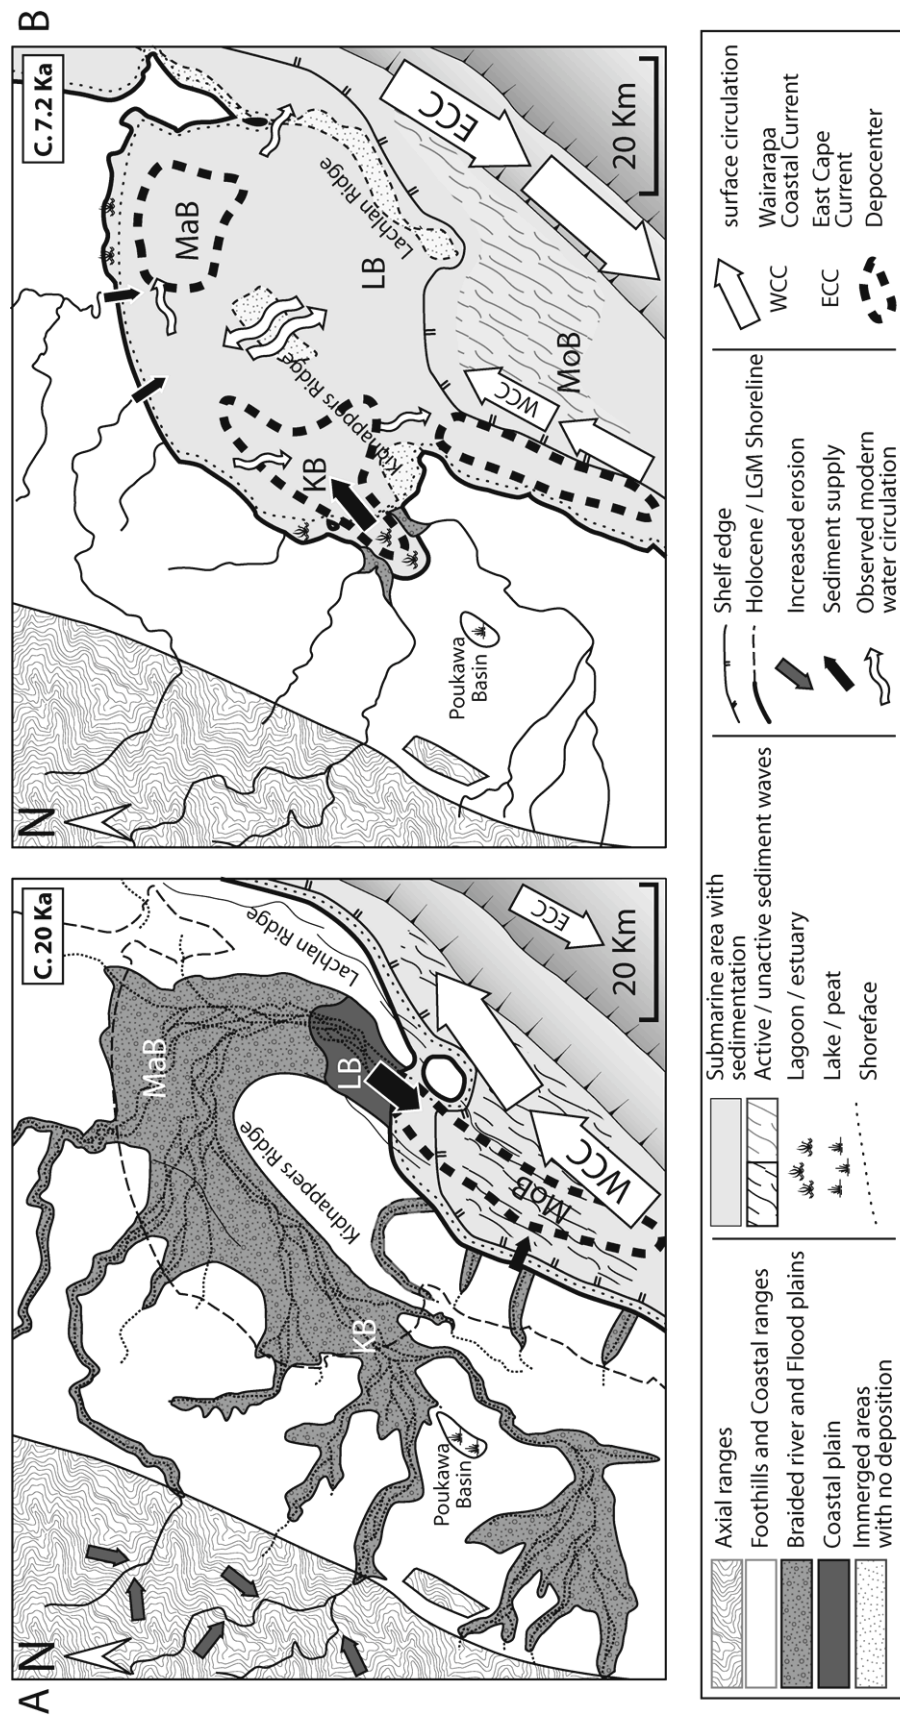 A
N
C.20 Ka
MaB
Lachlan Ridge
LB
Kidnappers Ridge
KB
Poukawa
Basin
MoB
WCC
ECC
20 Km
B
N
C. 7.2 Ka
MaB
Lachlan Ridge
LB
Kidnappers Ridge
KB
Poukawa
Basin
MoB
WCC
ECC
20 Km
Axial ranges
Foothills and Coastal ranges
Braided river and Flood plains
Coastal plain
Immerged areas
with no deposition
Submarine area with
sedimentation
Active / unactive sediment waves
Lagoon / estuary
Lake / peat
Shoreface
Shelf edge
Holocene / LGM Shoreline
Increased erosion
Sediment supply
Observed modern
water circulation
surface circulation
WCC
Wairarapa
Coastal Current
ECC
East Cape
Current
Depocenter